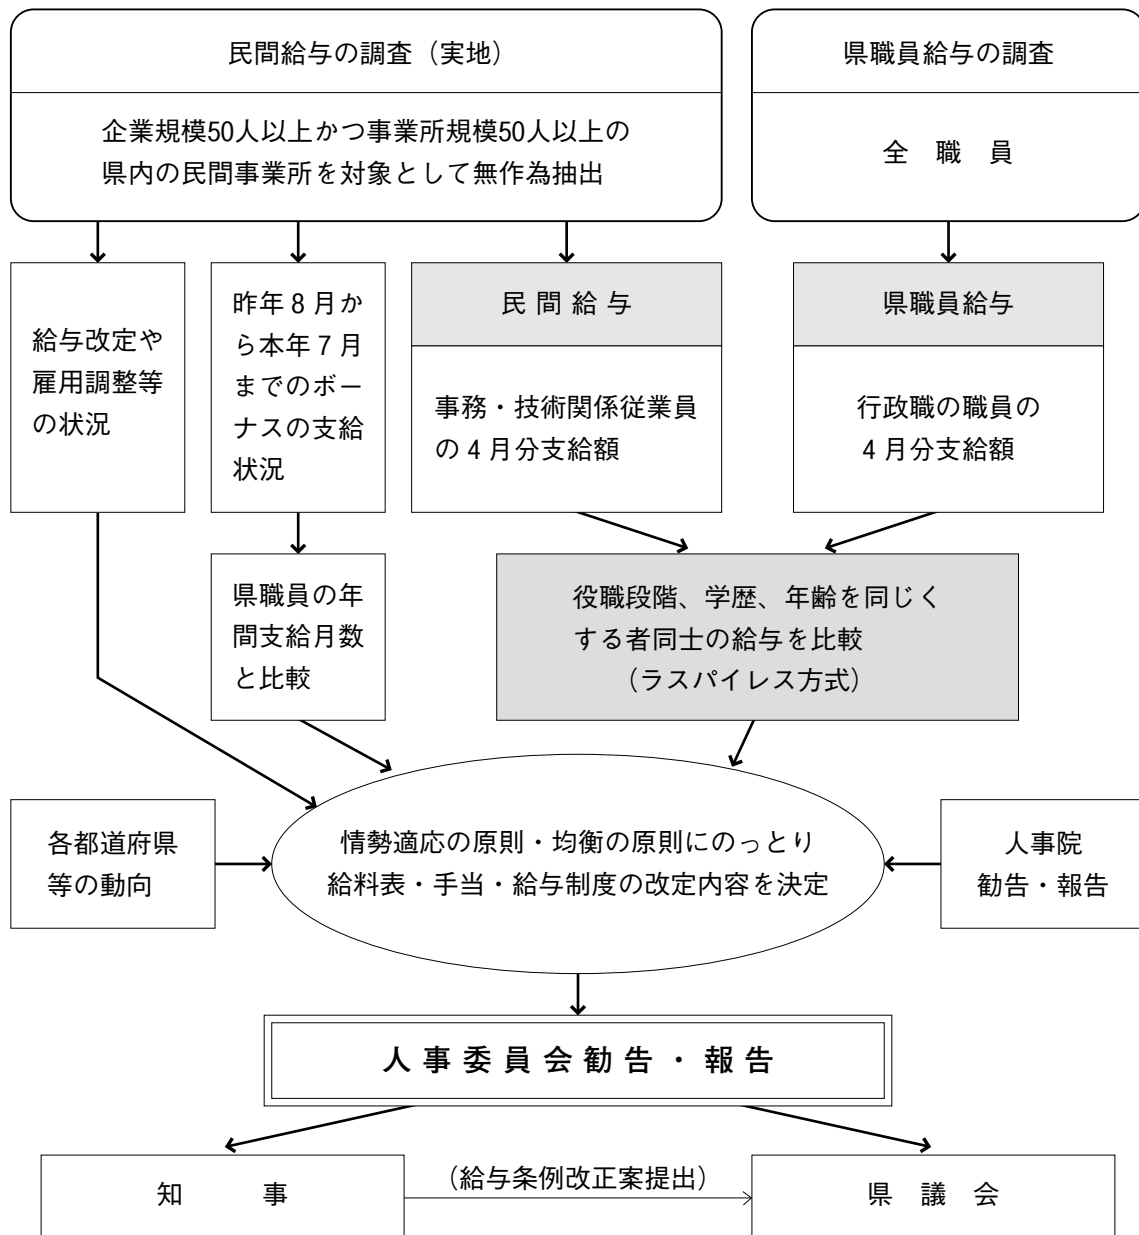 民間給与の調査（実地）
企業規模50人以上かつ事業所規模50人以上の
県内の民間事業所を対象として無作為抽出
県職員給与の調査
全　職　員
給与改定や
雇用調整等
の状況
昨年８月か
ら本年７月
までのボー
ナスの支給
状況
民 間 給 与
事務・技術関係従業員
の４月分支給額
県職員給与
行政職の職員の
４月分支給額
県職員の年
間支給月数
と比較
役職段階、学歴、年齢を同じく
する者同士の給与を比較
（ラスパイレス方式）
各都道府県
等の動向
情勢適応の原則・均衡の原則にのっとり
給料表・手当・給与制度の改定内容を決定
人事院
勧告・報告
人 事 委 員 会 勧 告 ・ 報 告
知　　　事
（給与条例改正案提出）
県　議　会